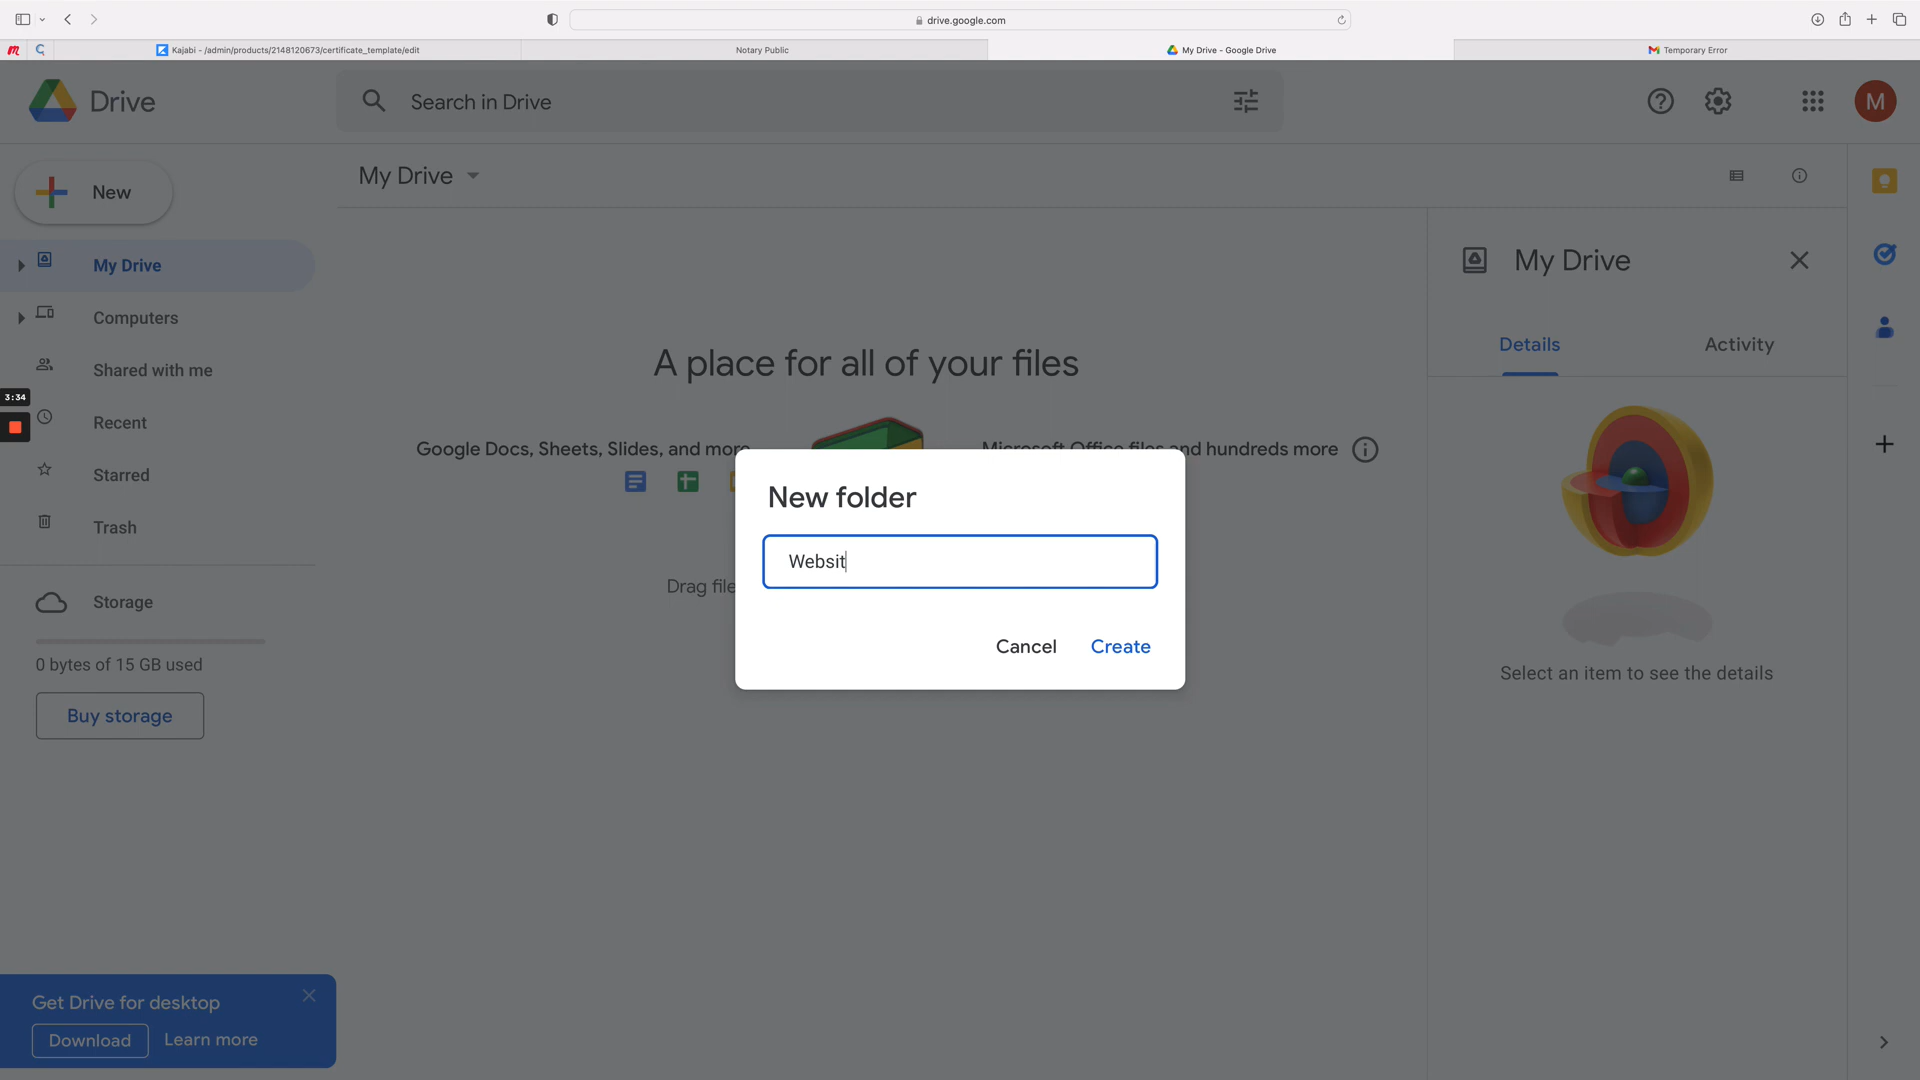 drive.google.com
Kajabi - /admin/products/2148120673/certificate_template/edit
Notary Public
My Drive - Google Drive
Temporary Error
Drive
Search in Drive
M
New
My Drive
My Drive
My Drive
Computers
Details
Activity
A place for all of your files
Shared with me
3:34
Recent
Google Docs, Sheets, Slides, and more
Microsoft Office files and hundreds more
Starred
New folder
Trash
Websit
Drag file
Storage
Cancel
Create
0 bytes of 15 GB used
Select an item to see the details
Buy storage
Get Drive for desktop
Download
Learn more